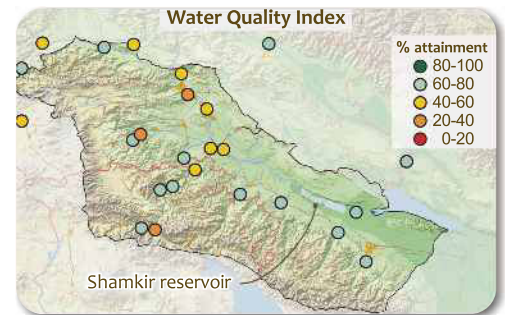 Water Quality Index
% attainment
80-100
60-80
40-60
20-40
0-20
Shamkir reservoir